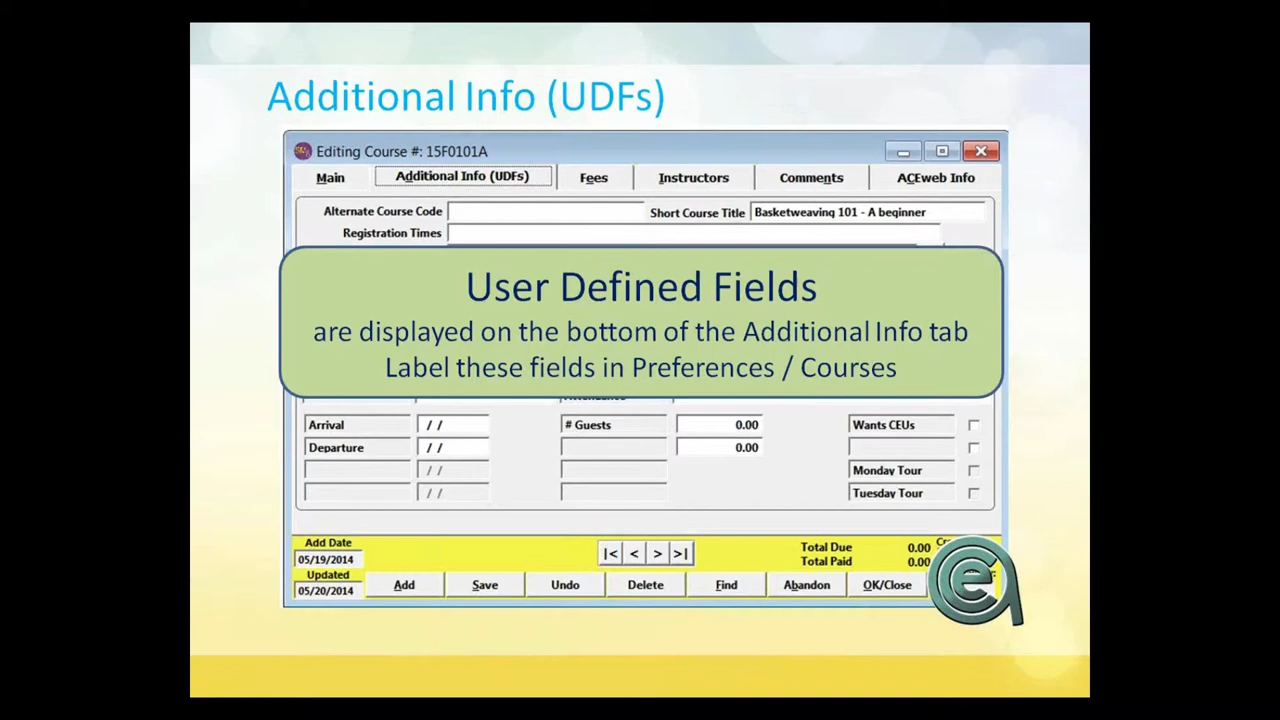 Additional Info (UDFs)
Editing Course #: 15F0101A
Main Additional Info (UDFs) Fees Instructors Comments ACEweb Info
Alternate Course Code Short Course Title Basketweaving 101 - A beginner
Registration Times
User Defined Fields
are displayed on the bottom of the Additional Info tab
Label these fields in Preferences / Courses
Arrival / / # Guests 0.00 Wants CEUs
Departure / / 0.00
/ / Monday Tour
/ / Tuesday Tour
Add Date |< < > >| Total Due 0.00
05/19/2014 Total Paid 0.00
Updated
05/20/2014 Add Save Undo Delete Find Abandon OK/Close